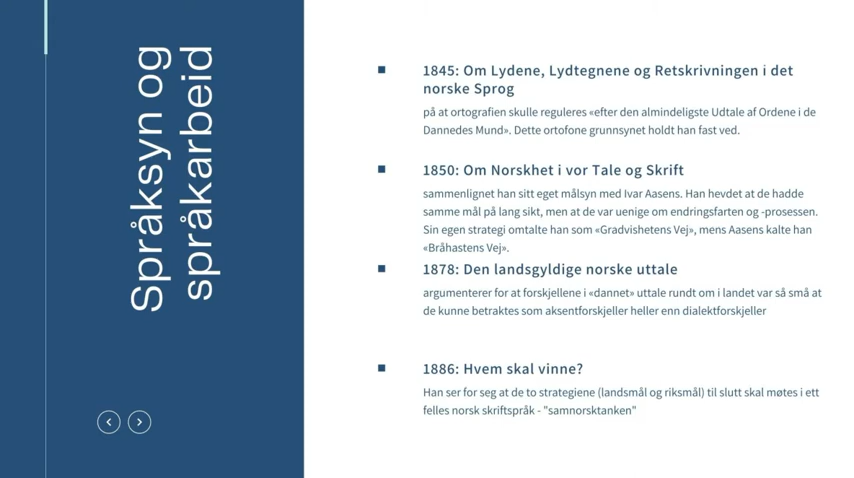 Språksyn og
språkarbeid
1845: Om Lydene, Lydtegnene og Retskrivningen i det
norske Sprog
på at ortografien skulle reguleres «efter den almindeligste Udtale af Ordene i de
Dannedes Mund». Dette ortofone grunnsynet holdt han fast ved.
1850: Om Norskhet i vor Tale og Skrift
sammenlignet han sitt eget målsyn med Ivar Aasens. Han hevdet at de hadde
samme mål på lang sikt, men at de var uenige om endringsfarten og -prosessen.
Sin egen strategi omtalte han som «Gradvishetens Vej», mens Aasens kalte han
«Bråhastens Vej».
1878: Den landsgyldige norske uttale
argumenterer for at forskjellene i «dannet» uttale rundt om i landet var så små at
de kunne betraktes som aksentforskjeller heller enn dialektforskjeller
1886: Hvem skal vinne?
Han ser for seg at de to strategiene (landsmål og riksmål) til slutt skal møtes i ett
felles norsk skriftspråk - "samnorsktanken"